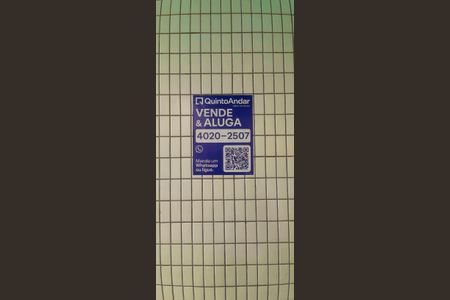 QuintoAndar
VENDE
& ALUGA
4020-2507
Mande um
Whatsapp
ou ligue.